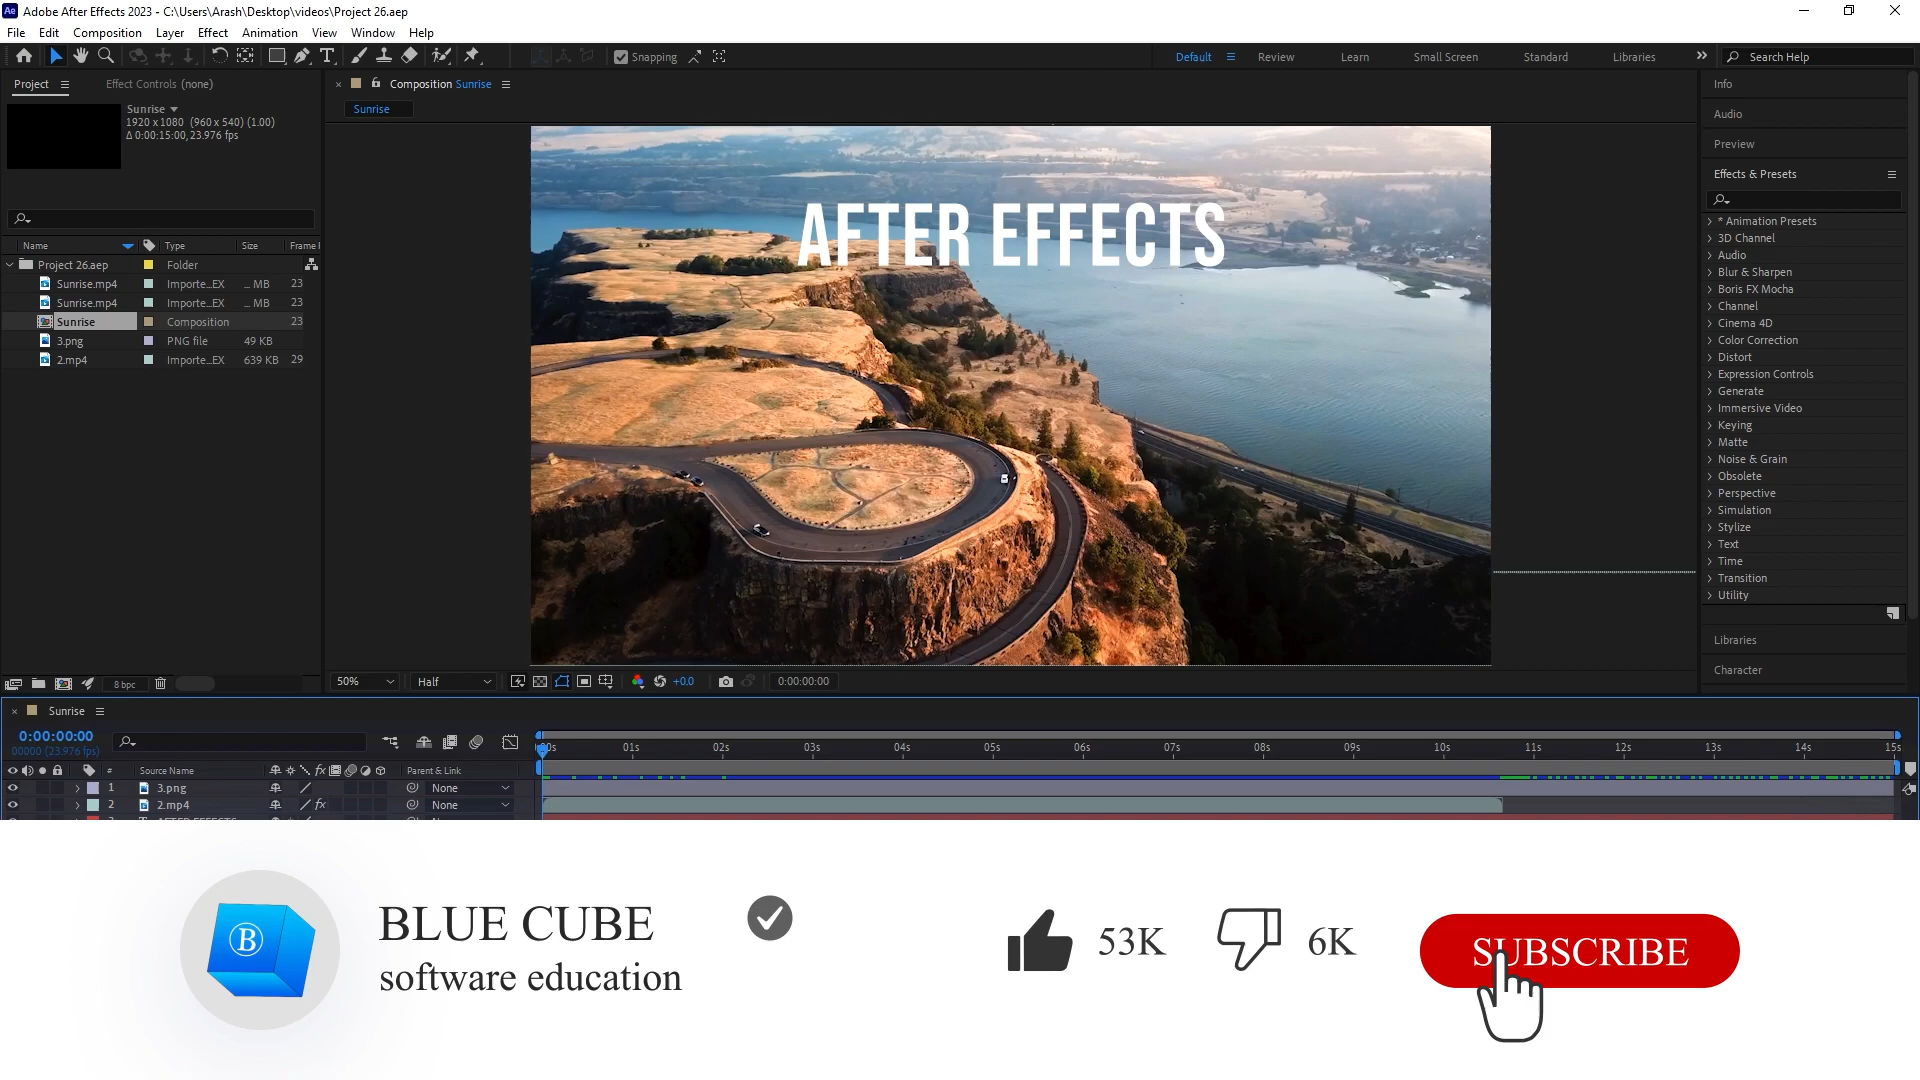 Ae Adobe After Effects 2023 - C:\Users\Arash\Desktop\videos\Project 26.aep
File Edit Composition Layer Effect Animation View Window Help
Snapping Default Review Learn Small Screen Standard Libraries Search Help
Project Effect Controls (none)
Sunrise
1920 x 1080 (960 x 540) (1.00)
Δ 0:00:15:00, 23.976 fps
Name Type Size Frame
Project 26.aep Folder
Sunrise.mp4 Importe...EX ... MB 23
Sunrise.mp4 Importe...EX ... MB 23
Sunrise Composition 23
3.png PNG file 49 KB
2.mp4 Importe...EX 639 KB 29
8 bpc
Composition Sunrise
Sunrise
AFTER EFFECTS
50% Half +0.0 0:00:00:00
Info
Audio
Preview
Effects & Presets
* Animation Presets
3D Channel
Audio
Blur & Sharpen
Boris FX Mocha
Channel
Cinema 4D
Color Correction
Distort
Expression Controls
Generate
Immersive Video
Keying
Matte
Noise & Grain
Obsolete
Perspective
Simulation
Stylize
Text
Time
Transition
Utility
Libraries
Character
Sunrise
0:00:00:00
00000 (23.976 fps)
01s 02s 03s 04s 05s 06s 07s 08s 09s 10s 11s 12s 13s 14s 15s
# Source Name fx Parent & Link
1 3.png None
2 2.mp4 fx None
B BLUE CUBE
software education
53K 6K SUBSCRIBE